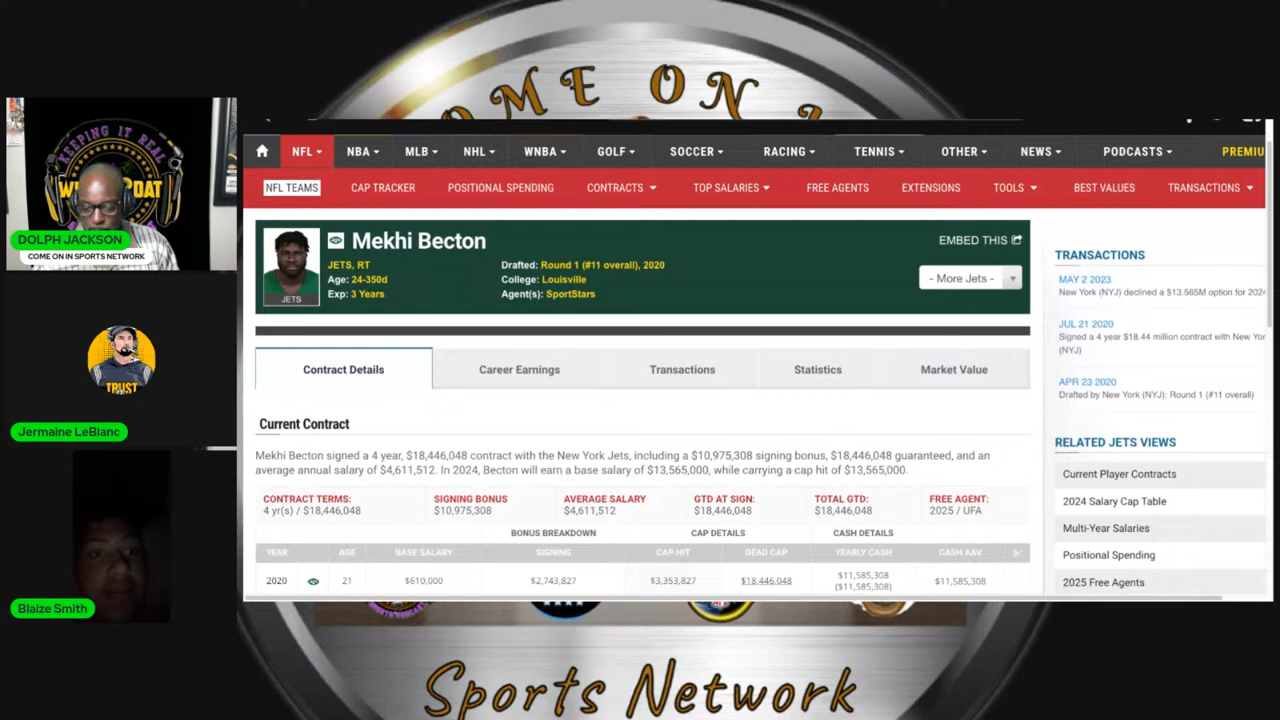 OME ON I
KEEPING IT REAL
DOLPH JACKSON
COME ON IN SPORTS NETWORK
TRUST
Jermaine LeBlanc
Blaize Smith
NFL NBA MLB NHL WNBA GOLF SOCCER RACING TENNIS OTHER NEWS PODCASTS PREMIU
NFL TEAMS CAP TRACKER POSITIONAL SPENDING CONTRACTS TOP SALARIES FREE AGENTS EXTENSIONS TOOLS BEST VALUES TRANSACTIONS
Mekhi Becton
EMBED THIS
JETS, RT
Age: 24-350d
Exp: 3 Years
Drafted: Round 1 (#11 overall), 2020
College: Louisville
Agent(s): SportStars
- More Jets -
JETS
Contract Details Career Earnings Transactions Statistics Market Value
Current Contract
Mekhi Becton signed a 4 year, $18,446,048 contract with the New York Jets, including a $10,975,308 signing bonus, $18,446,048 guaranteed, and an
average annual salary of $4,611,512. In 2024, Becton will earn a base salary of $13,565,000, while carrying a cap hit of $13,565,000.
CONTRACT TERMS: SIGNING BONUS AVERAGE SALARY GTD AT SIGN: TOTAL GTD: FREE AGENT:
4 yr(s) / $18,446,048 $10,975,308 $4,611,512 $18,446,048 $18,446,048 2025 / UFA
BONUS BREAKDOWN CAP DETAILS CASH DETAILS
YEAR AGE BASE SALARY SIGNING CAP HIT DEAD CAP YEARLY CASH CASH AAV
2020 21 $610,000 $2,743,827 $3,353,827 $18,446,048 $11,585,308 $11,585,308
($11,585,308)
TRANSACTIONS
MAY 2 2023
New York (NYJ) declined a $13.565M option for 2024
JUL 21 2020
Signed a 4 year $18.44 million contract with New Yor
(NYJ)
APR 23 2020
Drafted by New York (NYJ): Round 1 (#11 overall)
RELATED JETS VIEWS
Current Player Contracts
2024 Salary Cap Table
Multi-Year Salaries
Positional Spending
2025 Free Agents
Sports Network